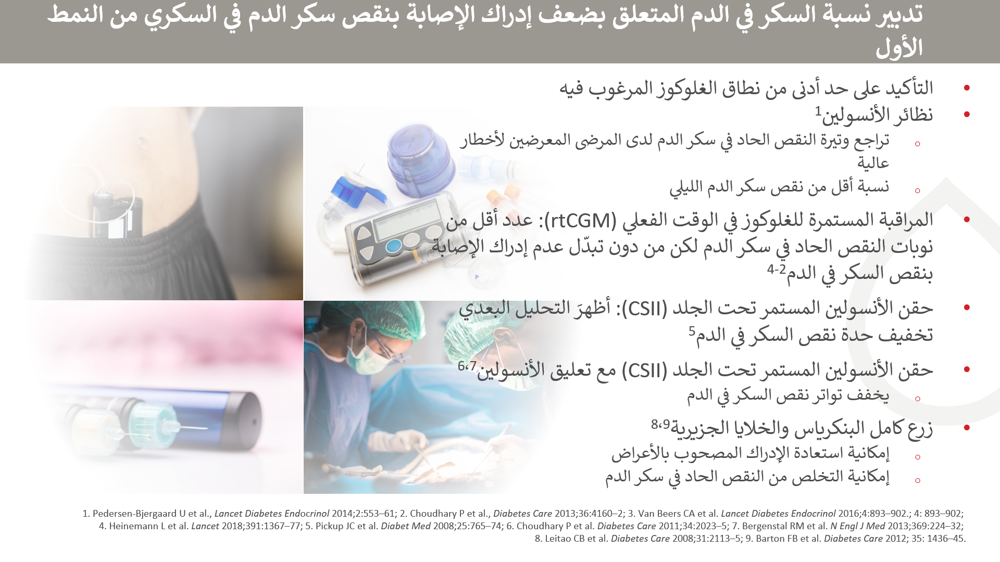 تدبير نسبة السكر في الدم المتعلق بضعف إدراك الإصابة بنقص سكر الدم في السكري من النمط
الأول
• التأكيد على حد أدنى من نطاق الغلوكوز المرغوب فيه
• نظائر الأنسولين1
○ تراجع وتيرة النقص الحاد في سكر الدم لدى المرضى المعرضين لأخطار
عالية
○ نسبة أقل من نقص سكر الدم الليلي
• المراقبة المستمرة للغلوكوز في الوقت الفعلي (rtCGM): عدد أقل من
نوبات النقص الحاد في سكر الدم لكن من دون تبدّل عدم إدراك الإصابة
بنقص السكر في الدم4-2
• حقن الأنسولين المستمر تحت الجلد (CSII): أظهرَ التحليل البعدي
تخفيف حدة نقص السكر في الدم5
• حقن الأنسولين المستمر تحت الجلد (CSII) مع تعليق الأنسولين6،7
○ يخفف تواتر نقص السكر في الدم
• زرع كامل البنكرياس والخلايا الجزيرية8،9
○ إمكانية استعادة الإدراك المصحوب بالأعراض
○ إمكانية التخلص من النقص الحاد في سكر الدم
1. Pedersen-Bjergaard U et al., Lancet Diabetes Endocrinol 2014;2:553–61; 2. Choudhary P et al., Diabetes Care 2013;36:4160–2; 3. Van Beers CA et al. Lancet Diabetes Endocrinol 2016;4:893–902.; 4: 893–902;
4. Heinemann L et al. Lancet 2018;391:1367–77; 5. Pickup JC et al. Diabet Med 2008;25:765–74; 6. Choudhary P et al. Diabetes Care 2011;34:2023–5; 7. Bergenstal RM et al. N Engl J Med 2013;369:224–32;
8. Leitao CB et al. Diabetes Care 2008;31:2113–5; 9. Barton FB et al. Diabetes Care 2012; 35: 1436–45.